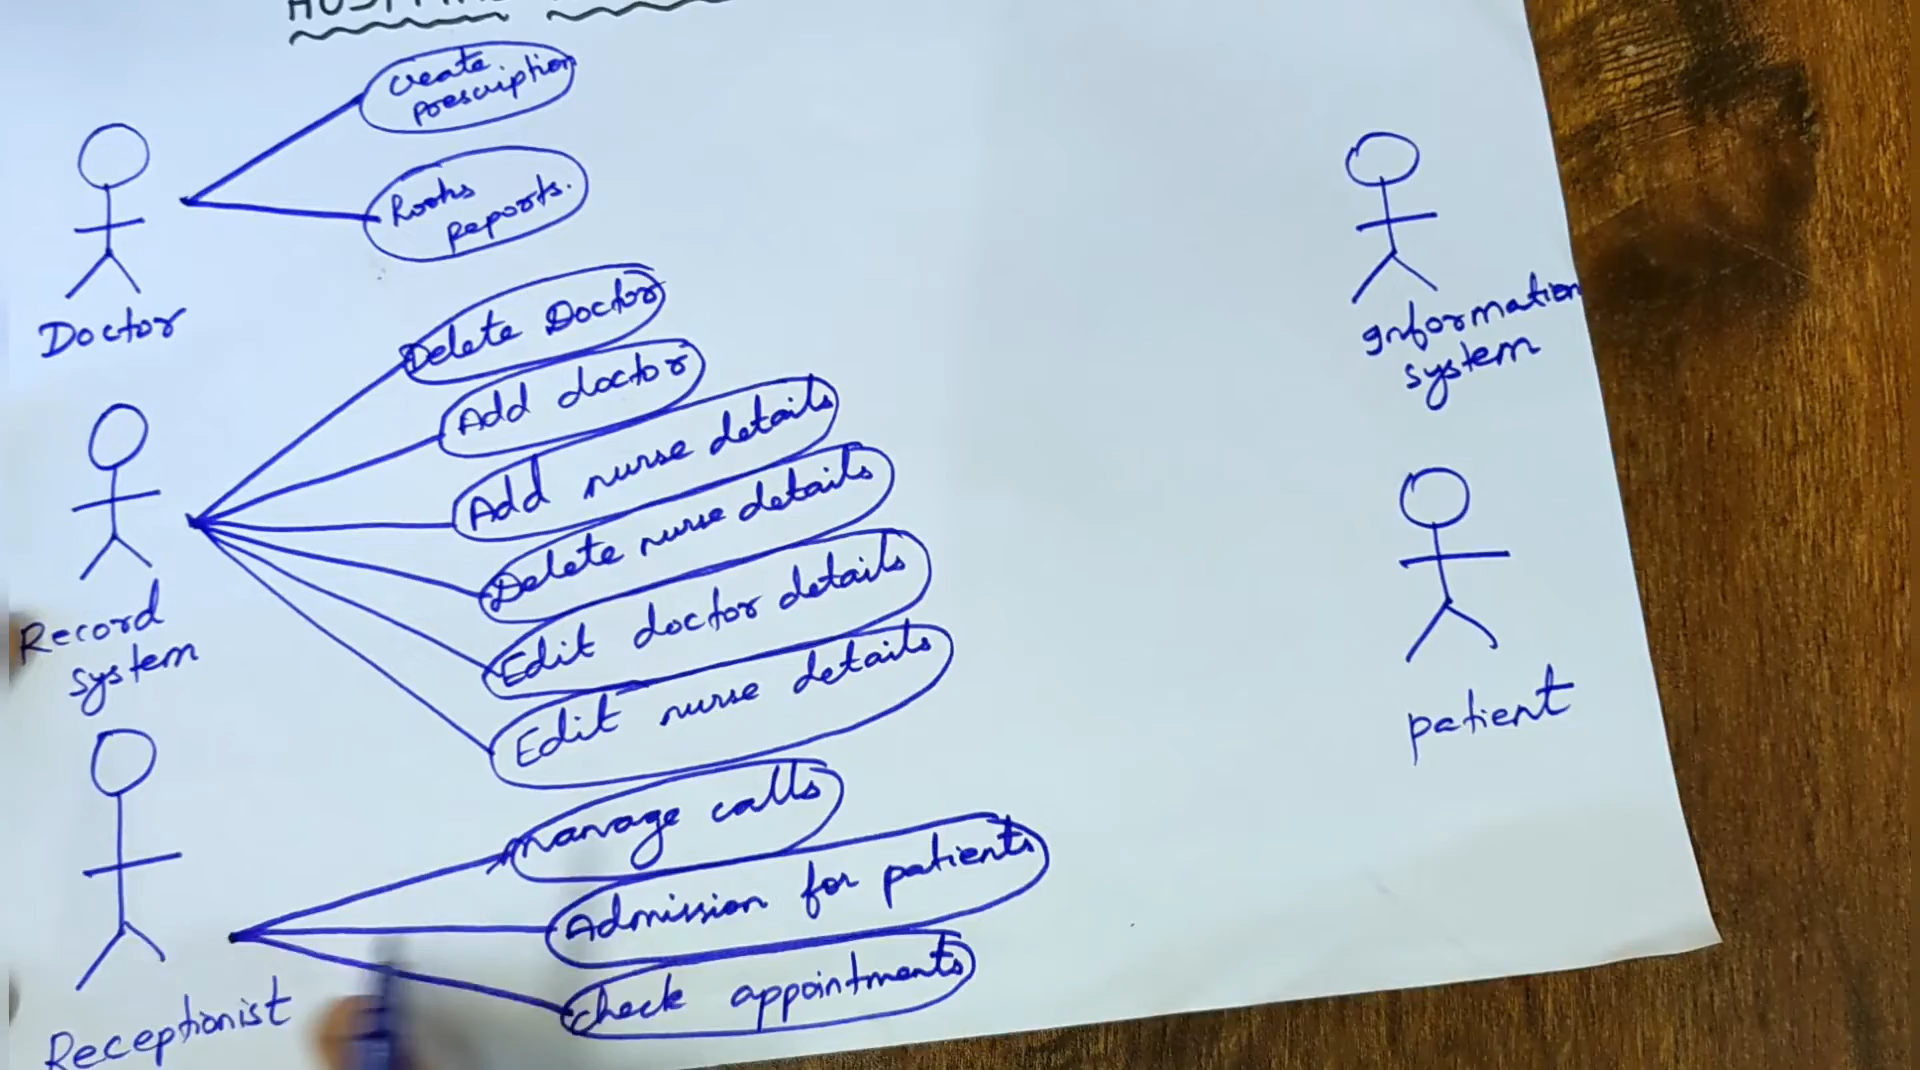 create
prescription
reports.
Doctor
Delete Doctor
Add doctor
Add nurse details
Delete nurse details
Edit doctor details
Edit nurse details
Record
system
manage calls
Admission for patients
check appointments
Receptionist
Information
system
patient